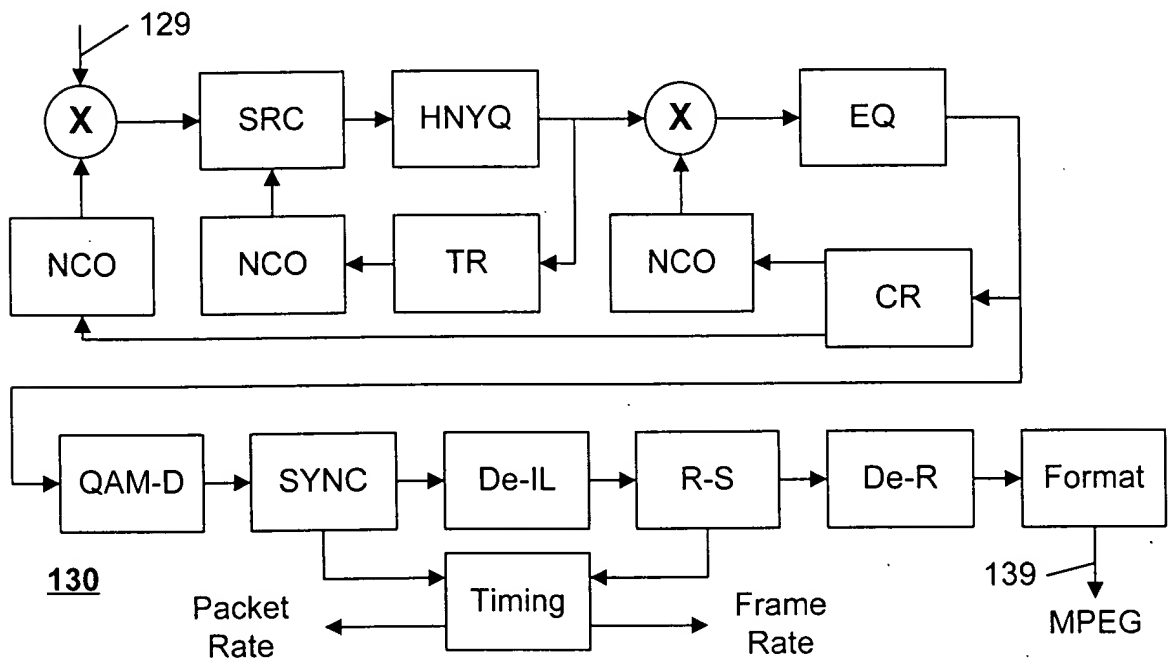 129
X
SRC
HNYQ
X
EQ
NCO
NCO
TR
NCO
CR
QAM-D
SYNC
De-IL
R-S
De-R
Format
130
Packet
Rate
Timing
Frame
Rate
139
MPEG